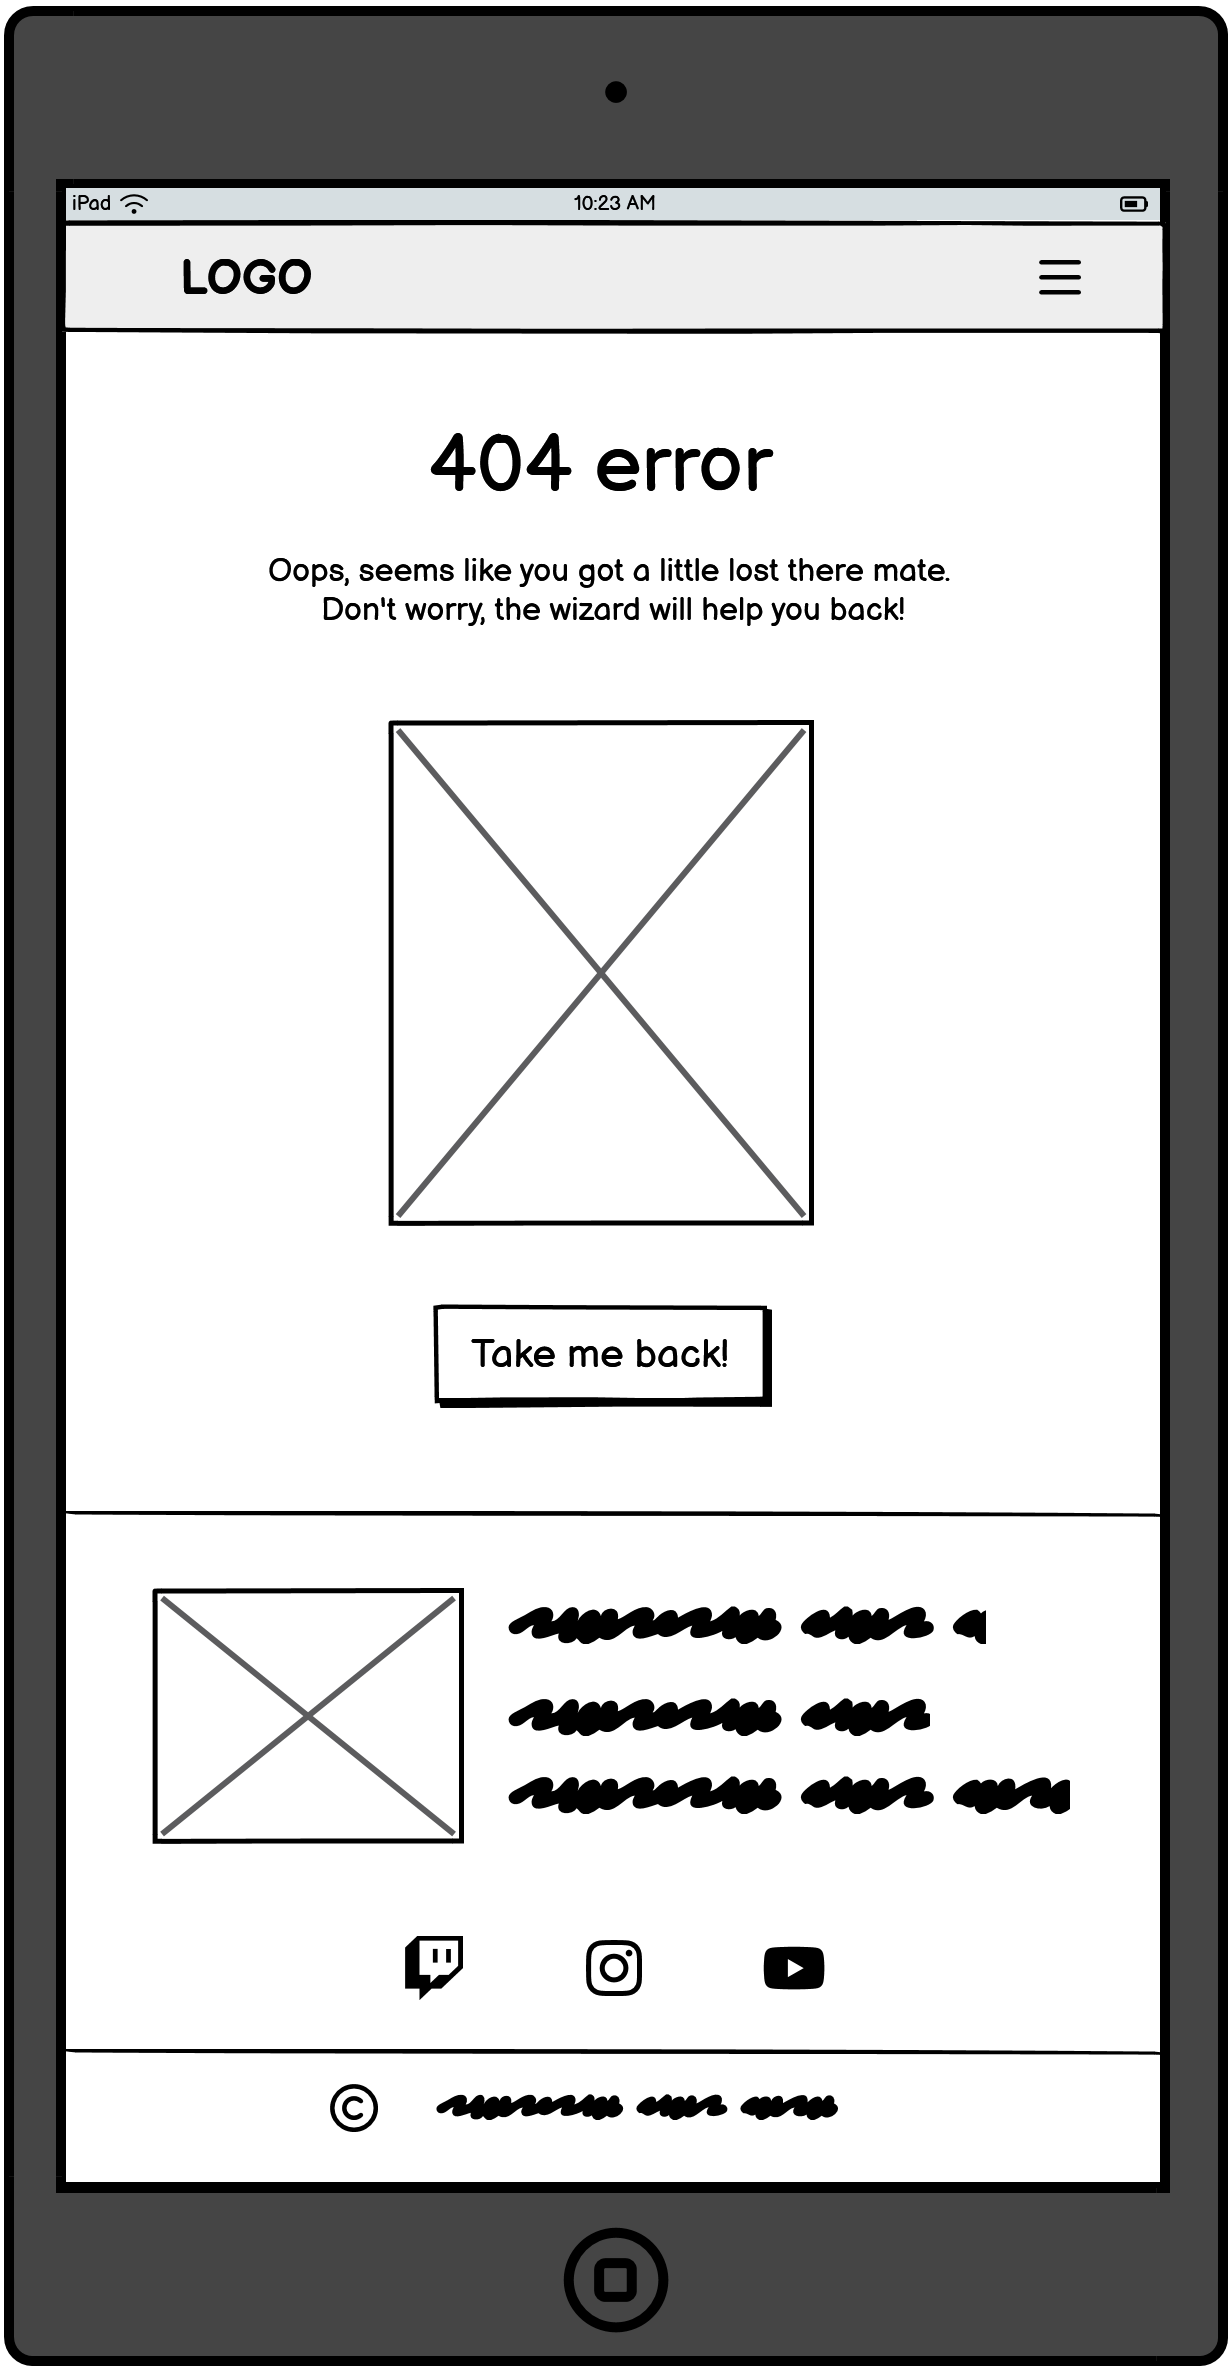 iPad
10:23 AM
LOGO
404 error
Oops, seems like you got a little lost there mate.
Don't worry, the wizard will help you back!
Take me back!
©